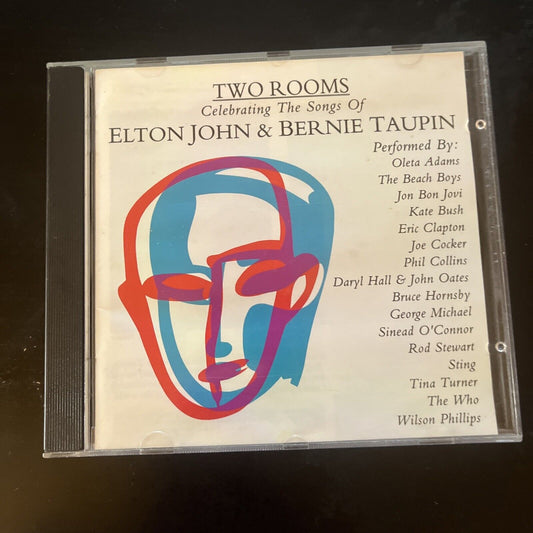 TWO ROOMS
Celebrating The Songs Of
ELTON JOHN & BERNIE TAUPIN
Performed By:
Oleta Adams
The Beach Boys
Jon Bon Jovi
Kate Bush
Eric Clapton
Joe Cocker
Phil Collins
Daryl Hall & John Oates
Bruce Hornsby
George Michael
Sinead O'Connor
Rod Stewart
Sting
Tina Turner
The Who
Wilson Phillips